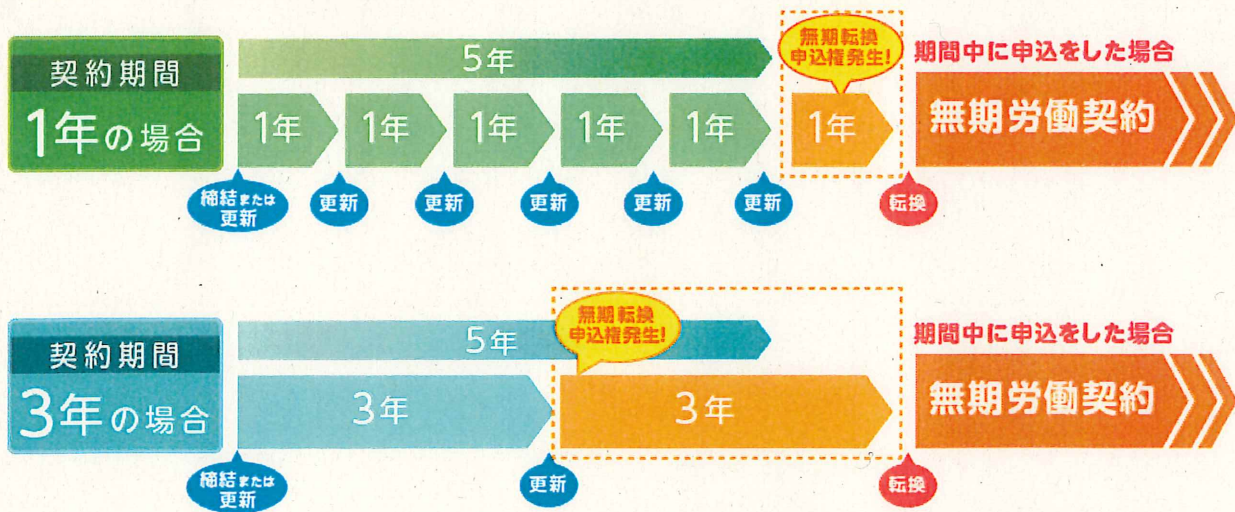 契約期間
1年の場合
5年
1年
1年
1年
1年
1年
無期転換
申込権発生!
1年
期間中に申込をした場合
無期労働契約
締結または
更新
更新
更新
更新
更新
更新
転換
契約期間
3年の場合
5年
3年
無期転換
申込権発生!
3年
期間中に申込をした場合
無期労働契約
締結または
更新
更新
転換